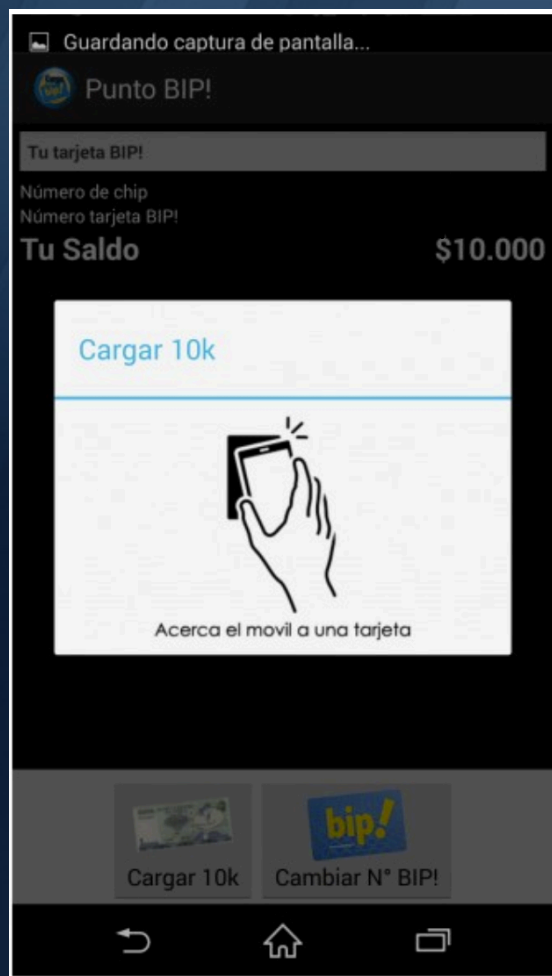 Guardando captura de pantalla...
Punto BIP!
Tu tarjeta BIP!
Número de chip
Número tarjeta BIP!
Tu Saldo $10.000
Cargar 10k
Acerca el movil a una tarjeta
bip!
Cargar 10k Cambiar N° BIP!